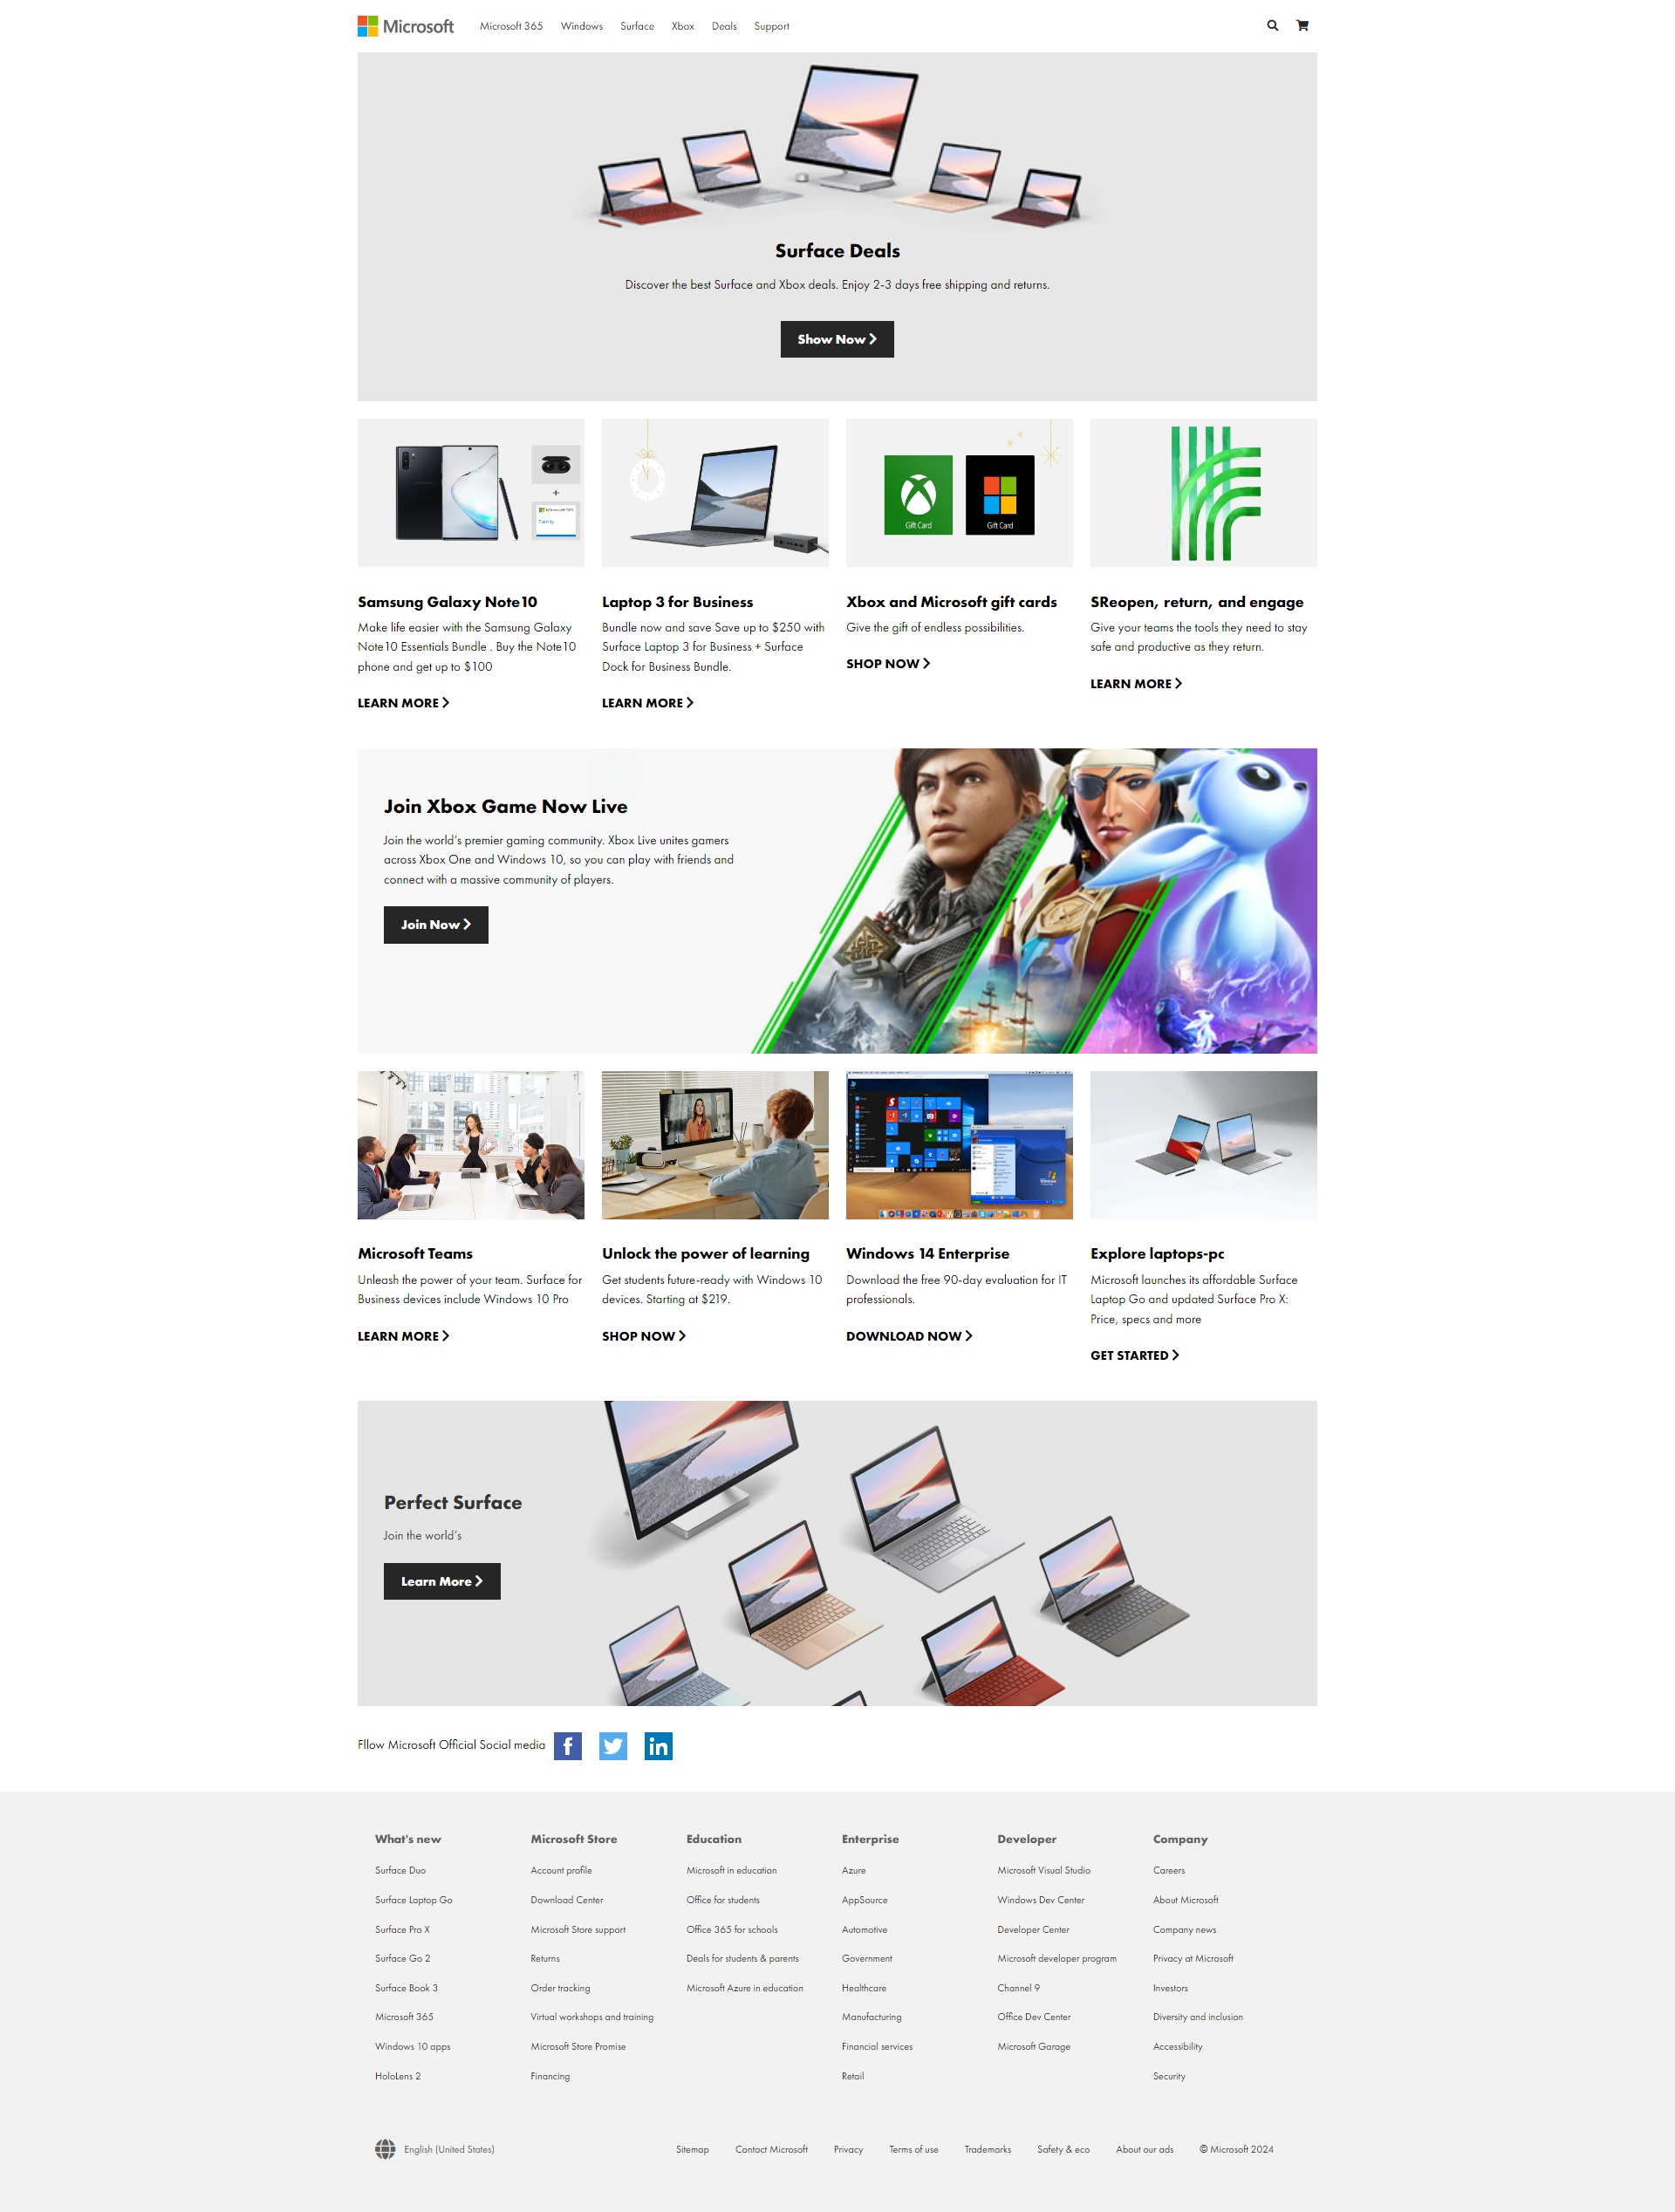 Microsoft
Microsoft 365 Windows Surface Xbox Deals Support
Surface Deals
Discover the best Surface and Xbox deals. Enjoy 2-3 days free shipping and returns.
Show Now
Gift Card
Gift Card
Samsung Galaxy Note10
Make life easier with the Samsung Galaxy
Note10 Essentials Bundle . Buy the Note10
phone and get up to $100
LEARN MORE
Laptop 3 for Business
Bundle now and save Save up to $250 with
Surface Laptop 3 for Business + Surface
Dock for Business Bundle.
LEARN MORE
Xbox and Microsoft gift cards
Give the gift of endless possibilities.
SHOP NOW
SReopen, return, and engage
Give your teams the tools they need to stay
safe and productive as they return.
LEARN MORE
Join Xbox Game Now Live
Join the world's premier gaming community. Xbox Live unites gamers
across Xbox One and Windows 10, so you can play with friends and
connect with a massive community of players.
Join Now
Microsoft Teams
Unleash the power of your team. Surface for
Business devices include Windows 10 Pro
LEARN MORE
Unlock the power of learning
Get students future-ready with Windows 10
devices. Starting at $219.
SHOP NOW
Windows 14 Enterprise
Download the free 90-day evaluation for IT
professionals.
DOWNLOAD NOW
Explore laptops-pc
Microsoft launches its affordable Surface
Laptop Go and updated Surface Pro X:
Price, specs and more
GET STARTED
Perfect Surface
Join the world's
Learn More
Fllow Microsoft Official Social media
What's new
Surface Duo
Surface Laptop Go
Surface Pro X
Surface Go 2
Surface Book 3
Microsoft 365
Windows 10 apps
HoloLens 2
Microsoft Store
Account profile
Download Center
Microsoft Store support
Returns
Order tracking
Virtual workshops and training
Microsoft Store Promise
Financing
Education
Microsoft in education
Office for students
Office 365 for schools
Deals for students & parents
Microsoft Azure in education
Enterprise
Azure
AppSource
Automotive
Government
Healthcare
Manufacturing
Financial services
Retail
Developer
Microsoft Visual Studio
Windows Dev Center
Developer Center
Microsoft developer program
Channel 9
Office Dev Center
Microsoft Garage
Company
Careers
About Microsoft
Company news
Privacy at Microsoft
Investors
Diversity and inclusion
Accessibility
Security
English (United States)
Sitemap Contact Microsoft Privacy Terms of use Trademarks Safety & eco About our ads © Microsoft 2024